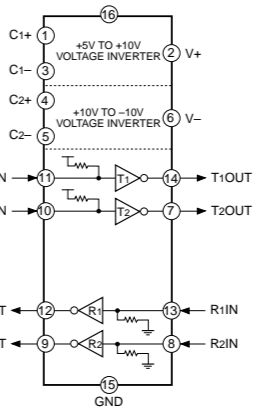 16
C1+ 1
+5V TO +10V
VOLTAGE INVERTER
2 V+
C1– 3
C2+ 4
+10V TO –10V
VOLTAGE INVERTER
6 V–
C2– 5
N 11 T1 14 T1OUT
N 10 T2 7 T2OUT
T 12 R1 13 R1IN
T 9 R2 8 R2IN
15
GND